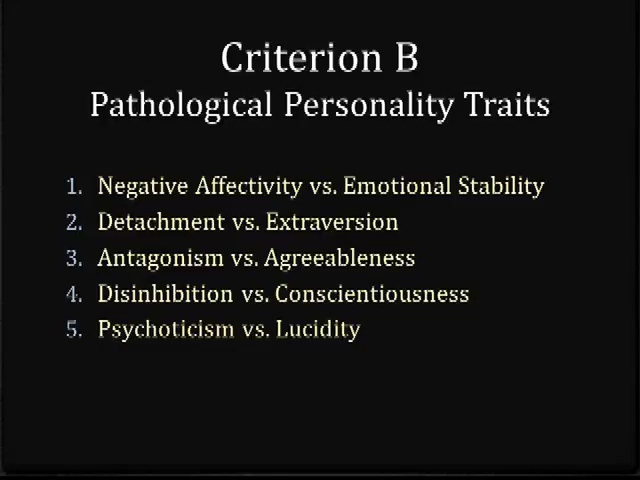 Criterion B
Pathological Personality Traits
1. Negative Affectivity vs. Emotional Stability
2. Detachment vs. Extraversion
3. Antagonism vs. Agreeableness
4. Disinhibition vs. Conscientiousness
5. Psychoticism vs. Lucidity